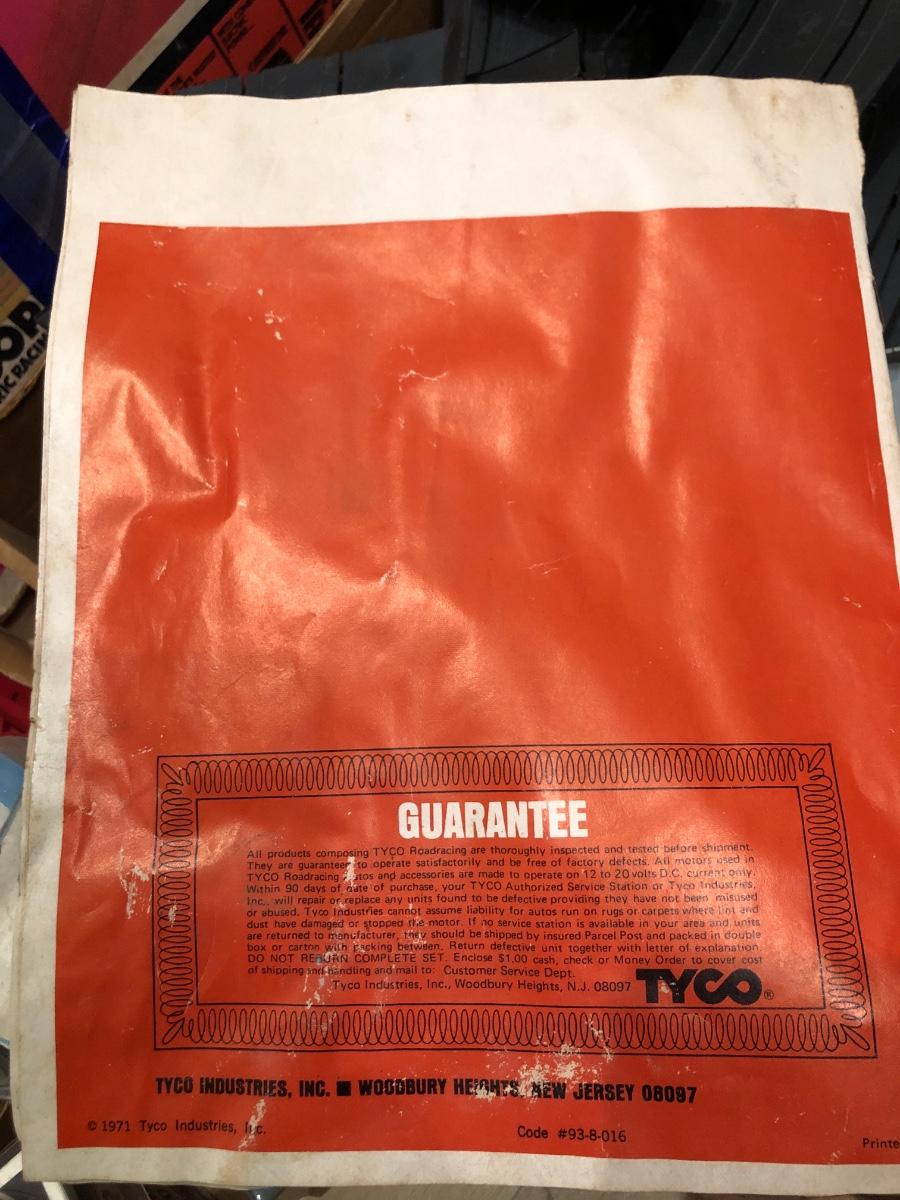 OR
RIC RACIN
GUARANTEE
All products composing TYCO Roadracing are thoroughly inspected and tested before shipment.
They are guaranteed to operate satisfactorily and be free of factory defects. All motors used in
TYCO Roadracing autos and accessories are made to operate on 12 to 20 volts D.C. current only.
Within 90 days of date of purchase, your TYCO Authorized Service Station or Tyco Industries,
Inc., will repair or replace any units found to be defective providing they have not been misused
or abused. Tyco Industries cannot assume liability for autos run on rugs or carpets where lint and
dust have damaged or stopped the motor. If no service station is available in your area and units
are returned to manufacturer, they should be shipped by insured Parcel Post and packed in double
box or carton with packing between. Return defective unit together with letter of explanation.
DO NOT RETURN COMPLETE SET. Enclose $1.00 cash, check or Money Order to cover cost
of shipping and handling and mail to: Customer Service Dept.
Tyco Industries, Inc., Woodbury Heights, N.J. 08097 TYCO®
TYCO INDUSTRIES, INC. ■ WOODBURY HEIGHTS, NEW JERSEY 08097
© 1971 Tyco Industries, Inc.
Code #93-8-016
Printe